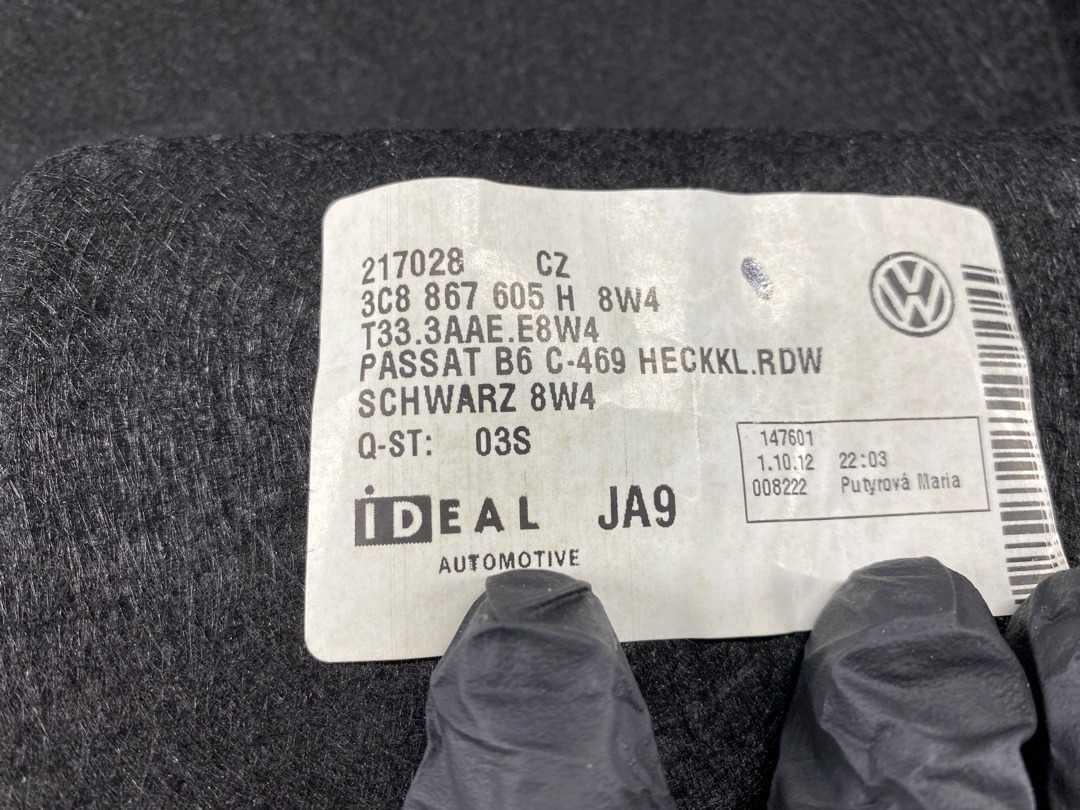 217028 CZ
3C8 867 605 H 8W4
T33.3AAE.E8W4
PASSAT B6 C-469 HECKKL.RDW
SCHWARZ 8W4
Q-ST: 03S
iDEAL JA9
AUTOMOTIVE
VW
147601
1.10.12 22:03
008222 Putyrová Maria